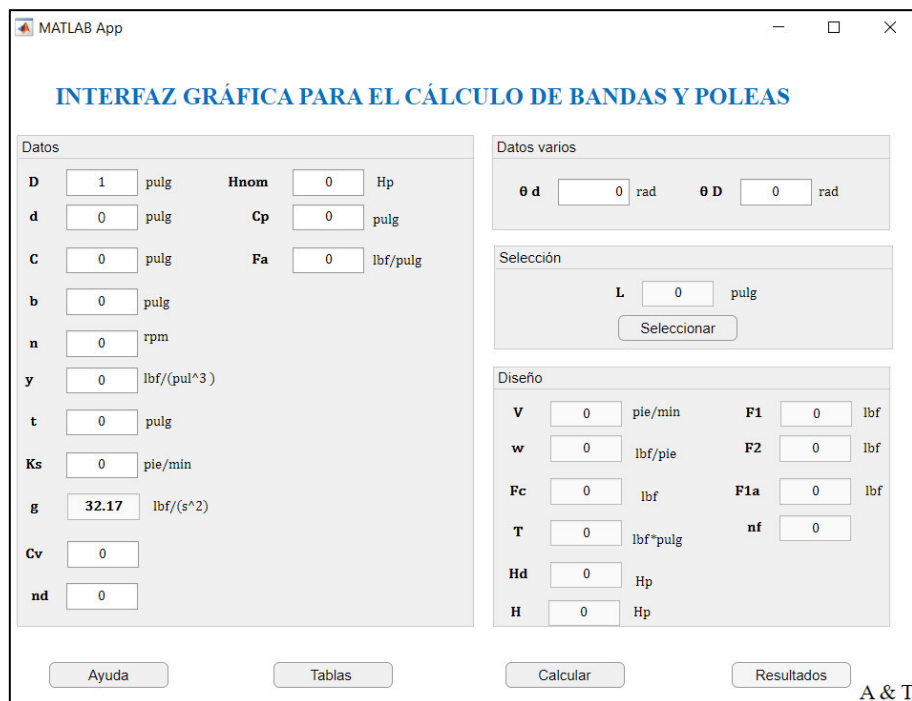 MATLAB App
INTERFAZ GRÁFICA PARA EL CÁLCULO DE BANDAS Y POLEAS
Datos
D 1 pulg Hnom 0 Hp
d 0 pulg Cp 0 pulg
C 0 pulg Fa 0 lbf/pulg
b 0 pulg
n 0 rpm
y 0 lbf/(pul^3 )
t 0 pulg
Ks 0 pie/min
g 32.17 lbf/(s^2)
Cv 0
nd 0
Datos varios
θ d 0 rad θ D 0 rad
Selección
L 0 pulg
Seleccionar
Diseño
V 0 pie/min F1 0 lbf
w 0 lbf/pie F2 0 lbf
Fc 0 lbf F1a 0 lbf
T 0 lbf*pulg nf 0
Hd 0 Hp
H 0 Hp
Ayuda Tablas Calcular Resultados
A & T